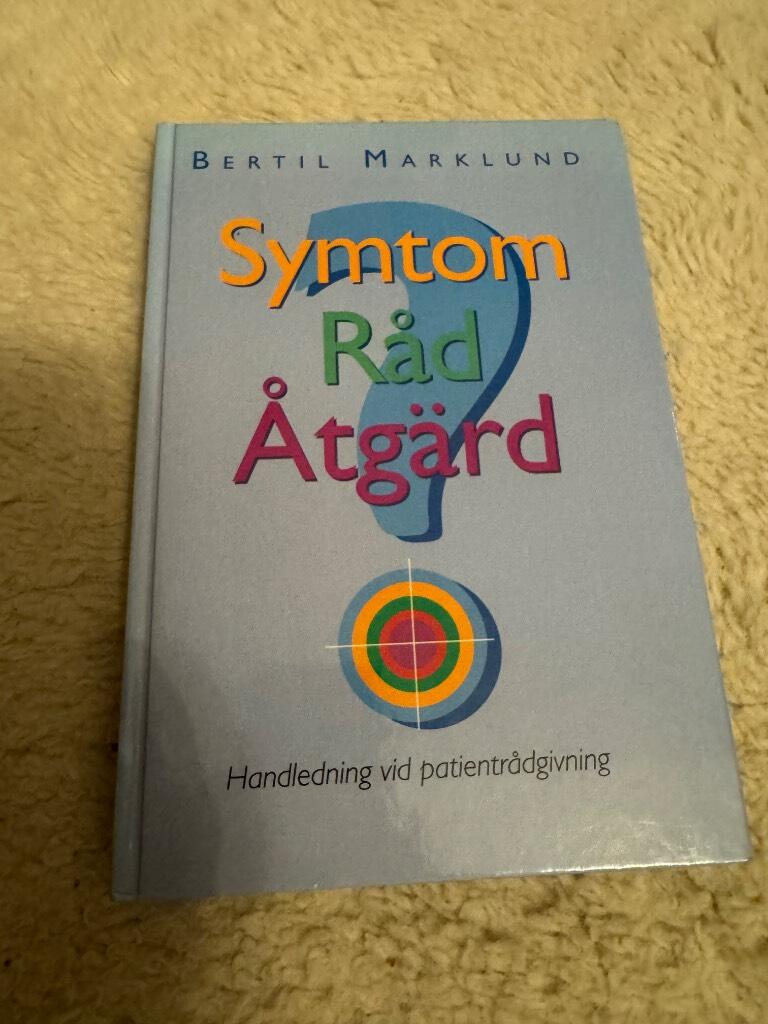 BERTIL MARKLUND
Symtom
Råd
Åtgärd
Handledning vid patientrådgivning